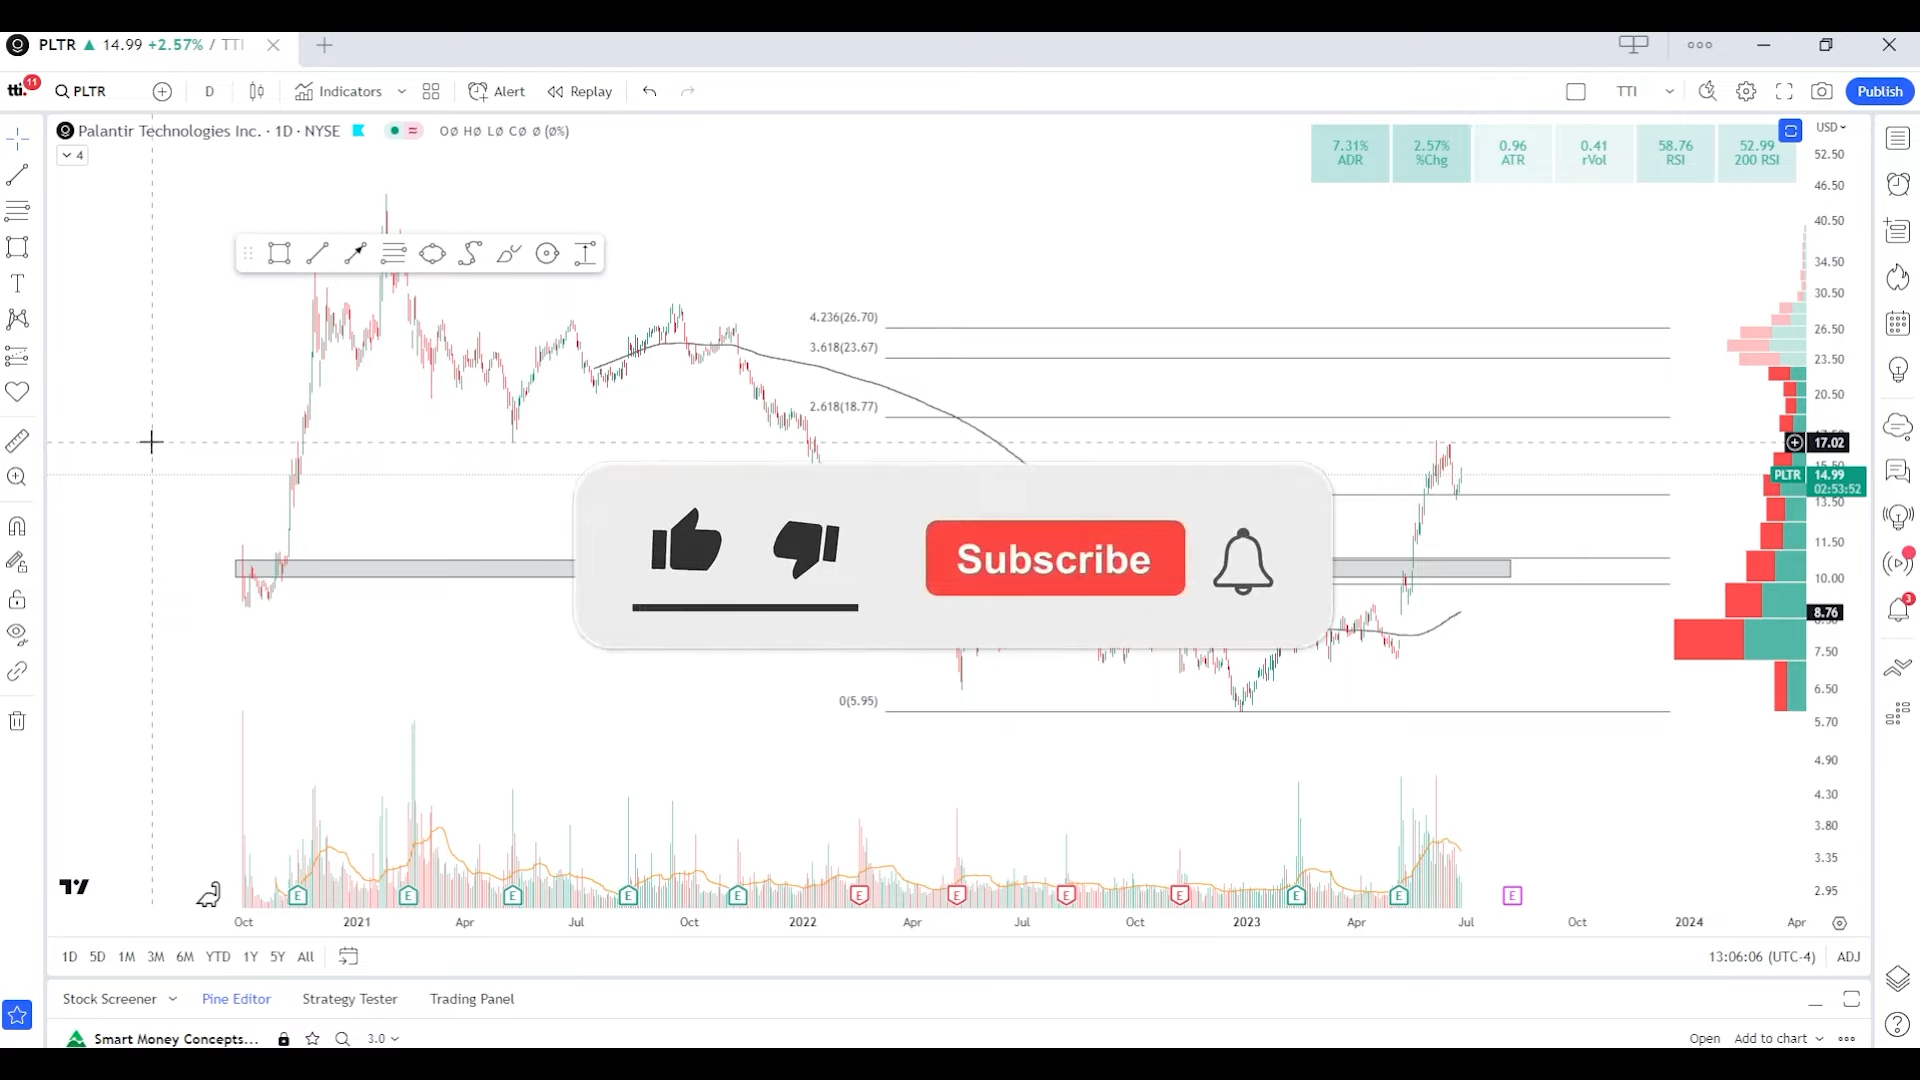 PLTR ▲ 14.99 +2.57% / TTI
tti. 11 PLTR D Indicators Alert Replay TTI Publish
Palantir Technologies Inc. · 1D · NYSE O∅ H∅ L∅ C∅ ∅ (∅%)
4
7.31% ADR
2.57% %Chg
0.96 ATR
0.41 rVol
58.76 RSI
52.99 200 RSI
USD
52.50
46.50
40.50
34.50
30.50
26.50
23.50
20.50
17.02
15.50
PLTR 14.99
02:53:52
13.50
11.50
10.00
8.76
7.50
6.50
5.70
4.90
4.30
3.80
3.35
2.95
4.236(26.70)
3.618(23.67)
2.618(18.77)
Subscribe
0(5.95)
3
E E E E E E E E E E E E
Oct 2021 Apr Jul Oct 2022 Apr Jul Oct 2023 Apr Jul Oct 2024 Apr
1D 5D 1M 3M 6M YTD 1Y 5Y All 13:06:06 (UTC-4) ADJ
Stock Screener Pine Editor Strategy Tester Trading Panel
Smart Money Concepts... 3.0 Open Add to chart